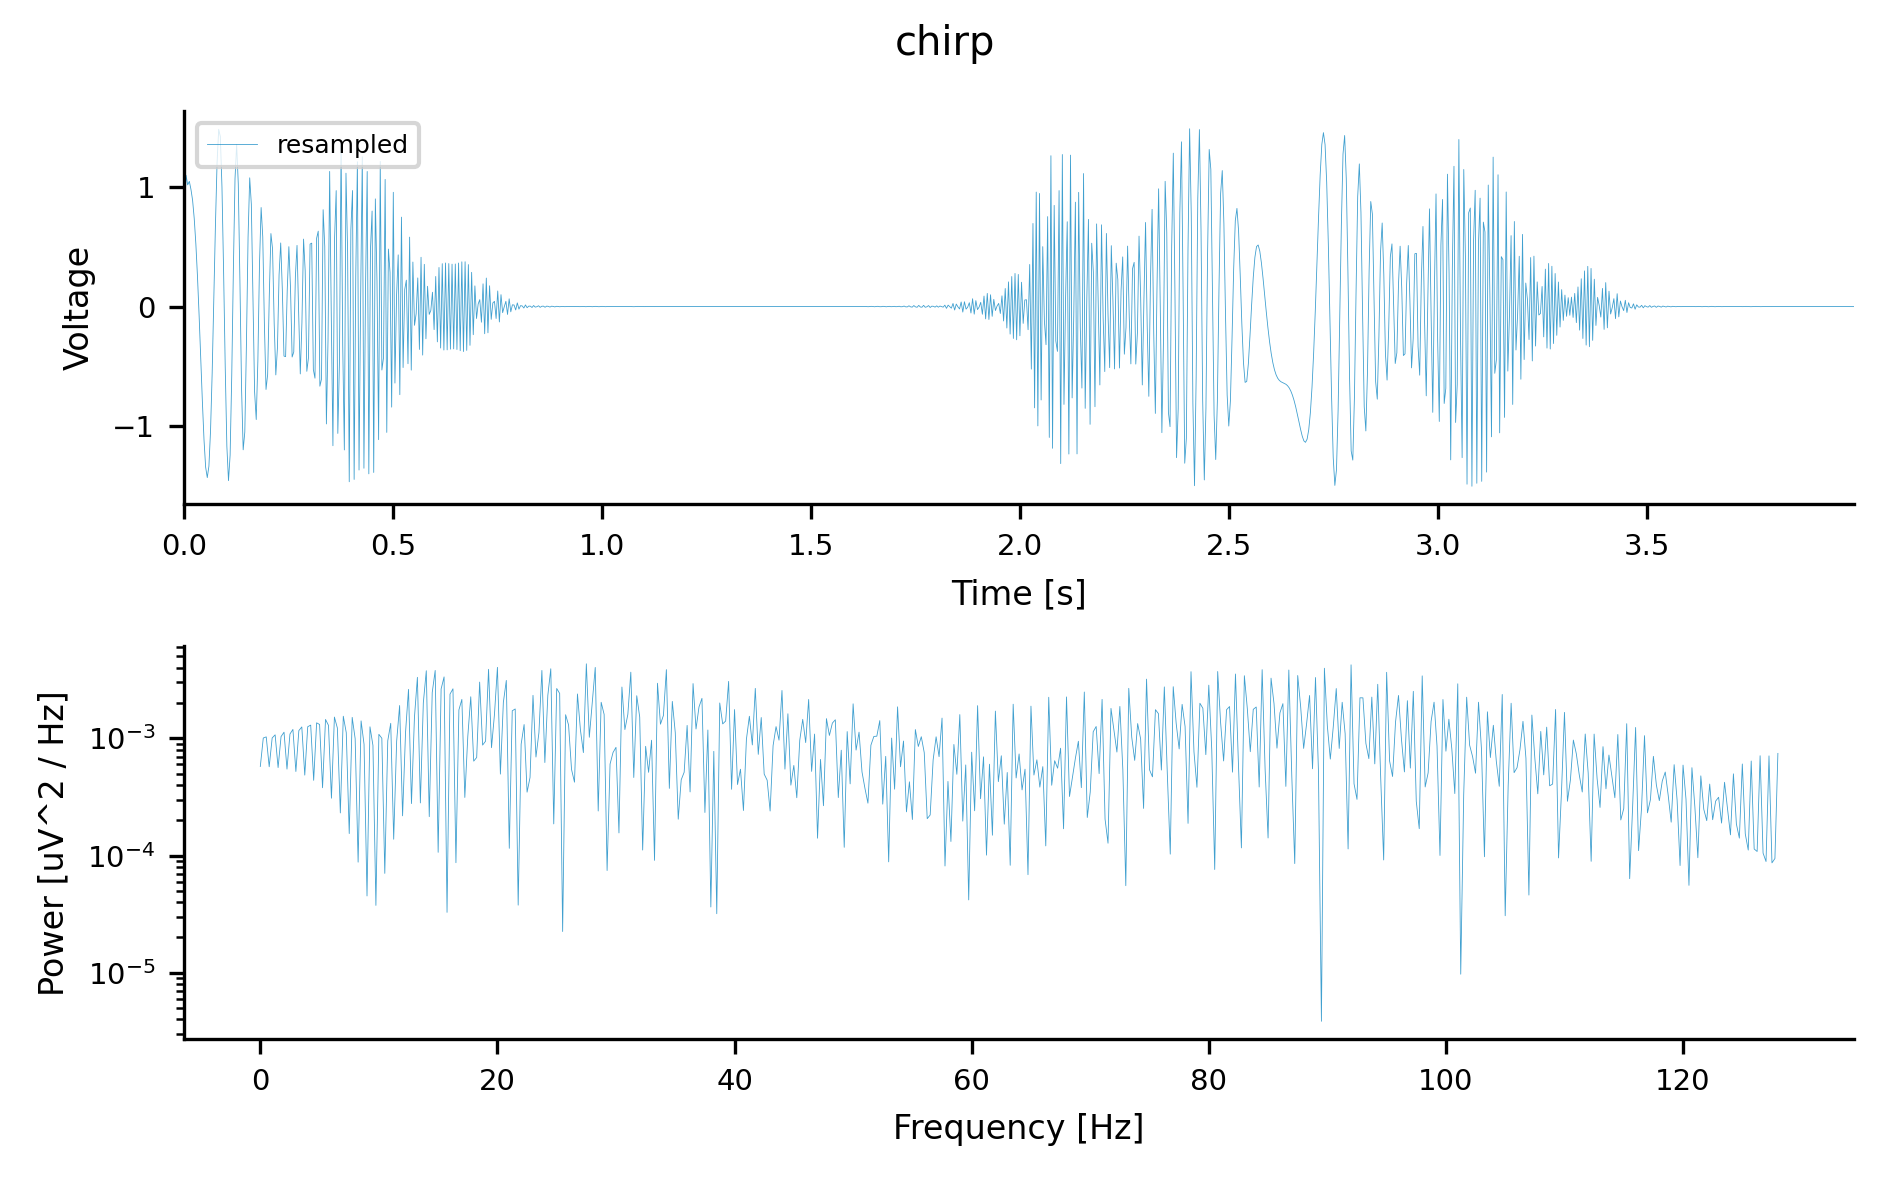 chirp
resampled
Voltage
1
0
−1
0.0 0.5 1.0 1.5 2.0 2.5 3.0 3.5
Time [s]
Power [uV^2 / Hz]
10⁻³
10⁻⁴
10⁻⁵
0 20 40 60 80 100 120
Frequency [Hz]